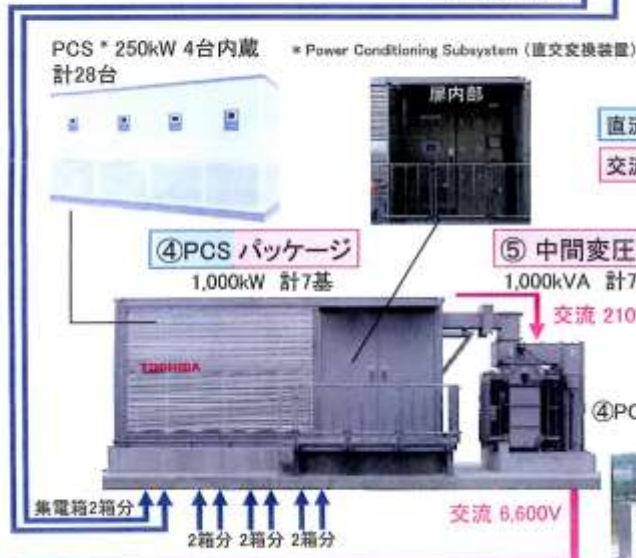 PCS * 250kW 4台内蔵
計28台
* Power Conditioning Subsystem (直交変換装置)
扉内部
直流
交流
④PCS パッケージ
1,000kW 計7基
⑤ 中間変圧
1,000kVA 計7
交流 210
TOSHIBA
④PC
集電箱2箱分
2箱分 2箱分 2箱分
交流 6,600V